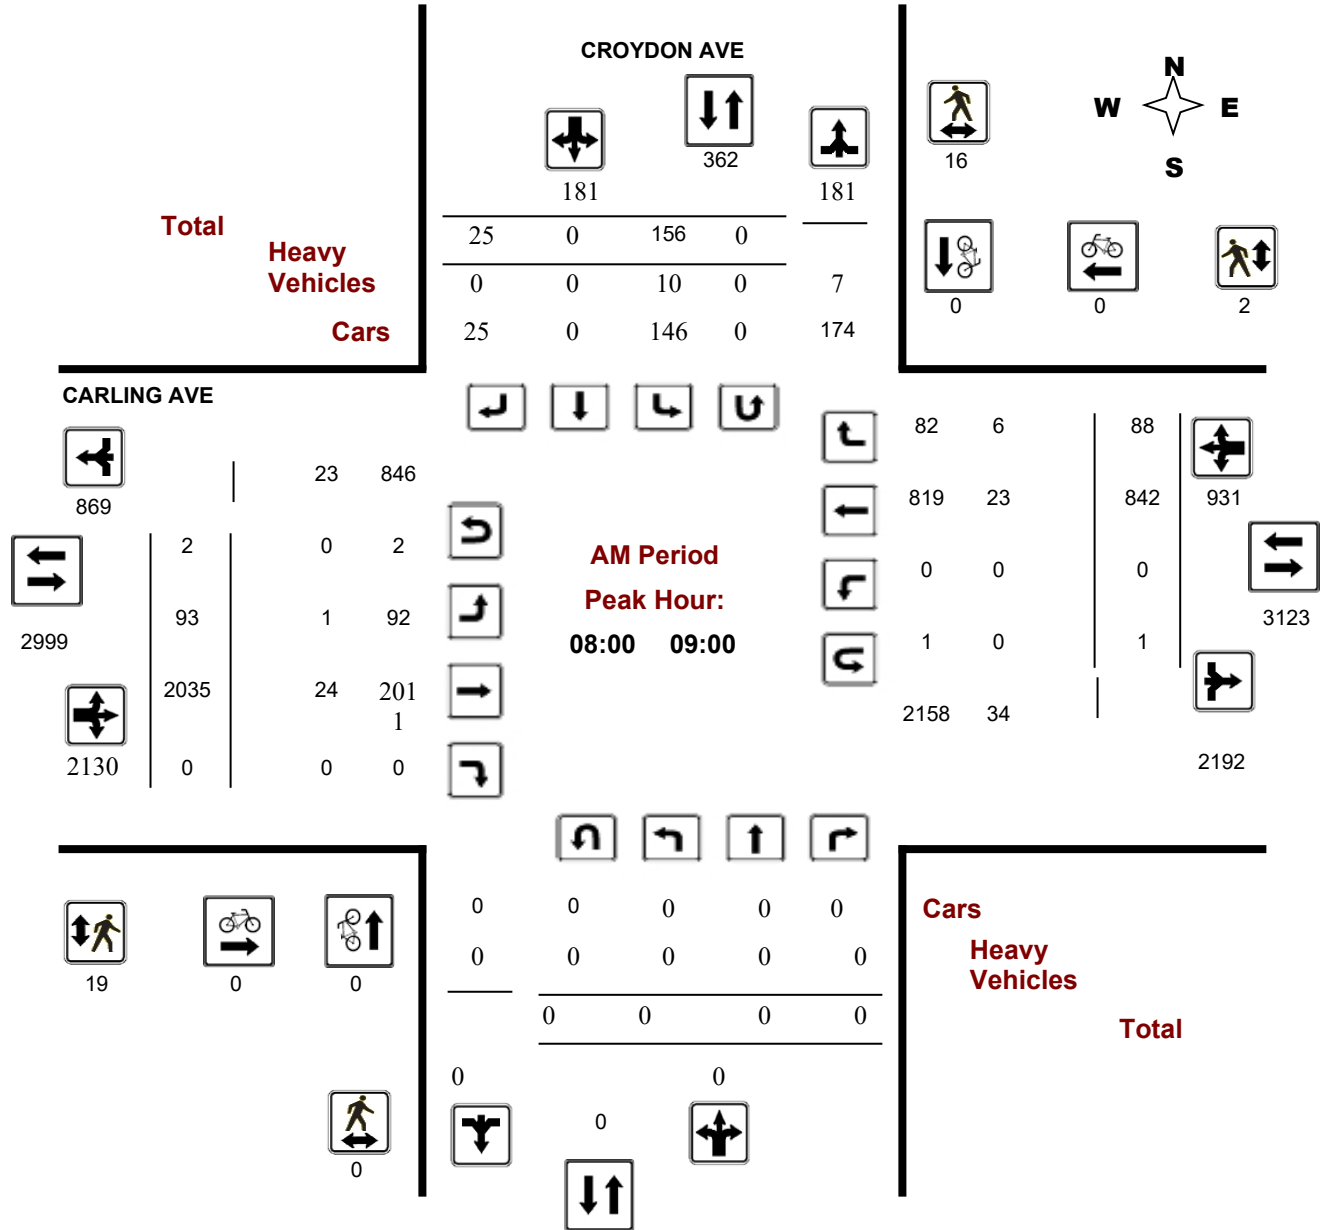 CROYDON AVE
N
W E
S
362
16
181
181
Total
25 0 156 0
Heavy
Vehicles
0 0 10 0 7
0 0 2
Cars
25 0 146 0 174
CARLING AVE
82 6 88
23 846
869
819 23 842 931
2 0 2
AM Period
0 0 0
93 1 92
Peak Hour:
3123
2999
08:00 09:00
1 0 1
2035 24 201
1
2158 34
2130 0 0 0
2192
0 0 0 0 0
Cars
0 0 0 0 0
Heavy
Vehicles
19 0 0
0 0 0 0
Total
0 0
0
0